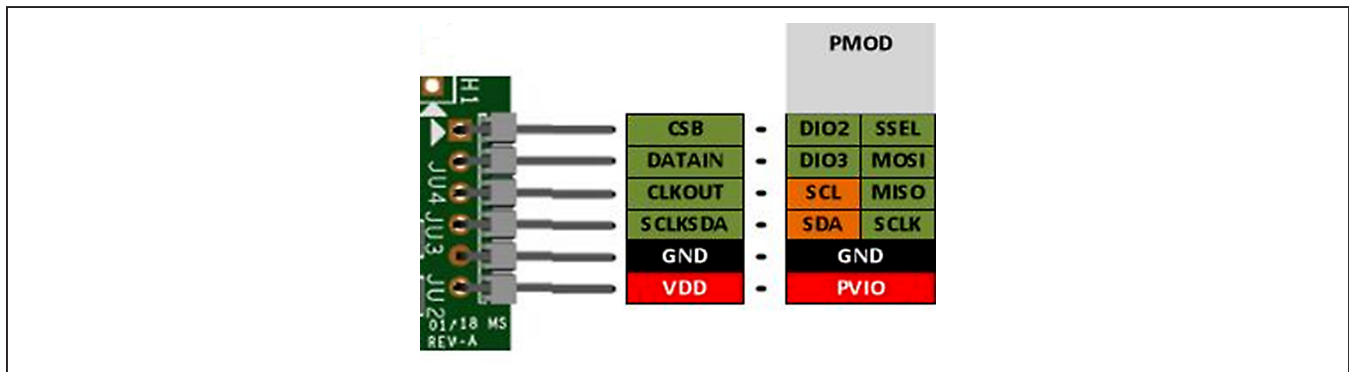 PMOD
H1
CSB - DIO2 SSEL
DATAIN - DIO3 MOSI
JU4
CLKOUT - SCL MISO
JU3
SCLKSDA - SDA SCLK
GND - GND
JU2
VDD - PVIO
01/18 MS
REV-A